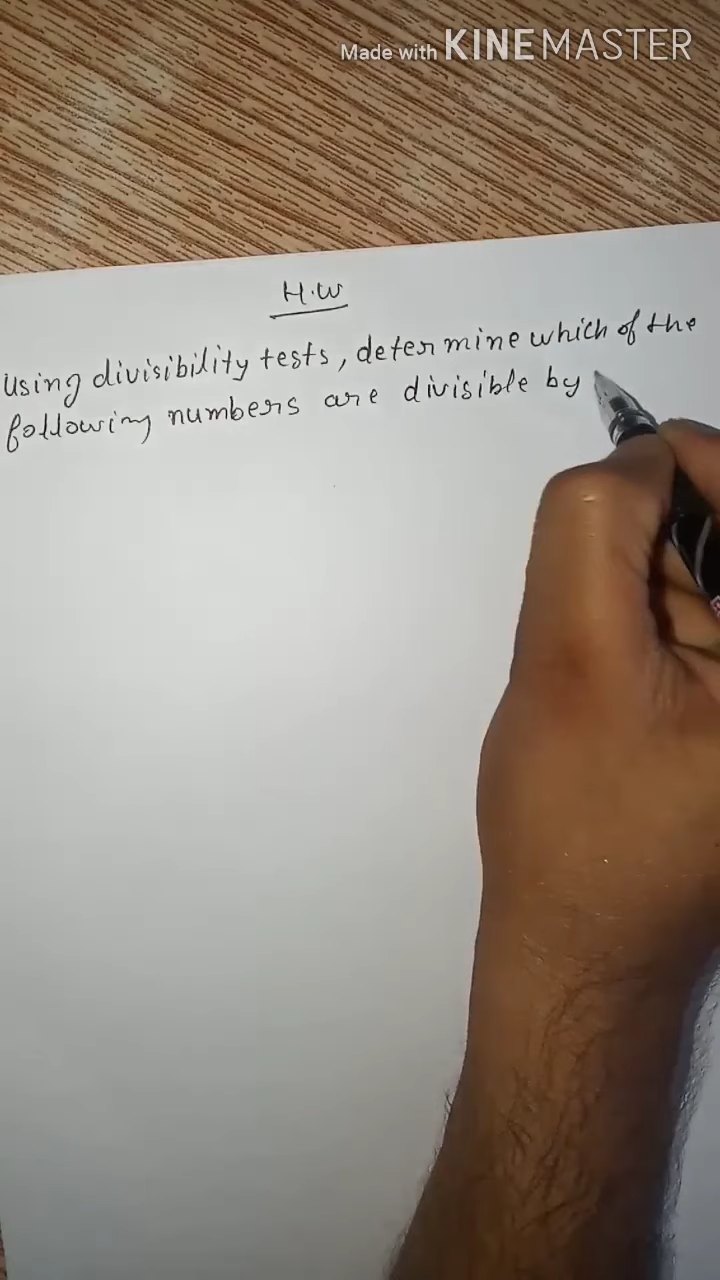 Made with KINEMASTER
H.W
Using divisibility tests, determine which of the
following numbers are divisible by